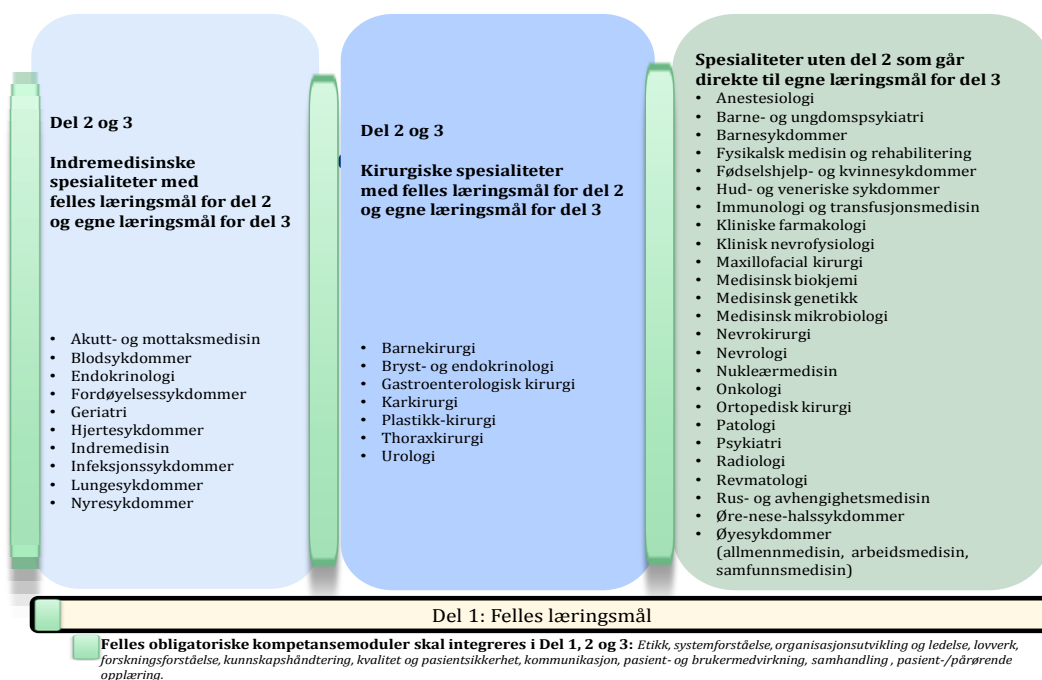 Del 2 og 3
Indremedisinske
spesialiteter med
felles læringsmål for del 2
og egne læringsmål for del 3
• Akutt- og mottaksmedisin
• Blodsykdommer
• Endokrinologi
• Fordøyelsessykdommer
• Geriatri
• Hjertesykdommer
• Indremedisin
• Infeksjonssykdommer
• Lungesykdommer
• Nyresykdommer
Del 2 og 3
Kirurgiske spesialiteter
med felles læringsmål for del 2
og egne læringsmål for del 3
• Barnekirurgi
• Bryst- og endokrinologi
• Gastroenterologisk kirurgi
• Karkirurgi
• Plastikk-kirurgi
• Thoraxkirurgi
• Urologi
Spesialiteter uten del 2 som går
direkte til egne læringsmål for del 3
• Anestesiologi
• Barne- og ungdomspsykiatri
• Barnesykdommer
• Fysikalsk medisin og rehabilitering
• Fødselshjelp- og kvinnesykdommer
• Hud- og veneriske sykdommer
• Immunologi og transfusjonsmedisin
• Kliniske farmakologi
• Klinisk nevrofysiologi
• Maxillofacial kirurgi
• Medisinsk biokjemi
• Medisinsk genetikk
• Medisinsk mikrobiologi
• Nevrokirurgi
• Nevrologi
• Nukleærmedisin
• Onkologi
• Ortopedisk kirurgi
• Patologi
• Psykiatri
• Radiologi
• Revmatologi
• Rus- og avhengighetsmedisin
• Øre-nese-halssykdommer
• Øyesykdommer
(allmennmedisin, arbeidsmedisin,
samfunnsmedisin)
Del 1: Felles læringsmål
Felles obligatoriske kompetansemoduler skal integreres i Del 1, 2 og 3: Etikk, systemforståelse, organisasjonsutvikling og ledelse, lovverk,
forskningsforståelse, kunnskapshåndtering, kvalitet og pasientsikkerhet, kommunikasjon, pasient- og brukermedvirkning, samhandling , pasient-/pårørende
opplæring.